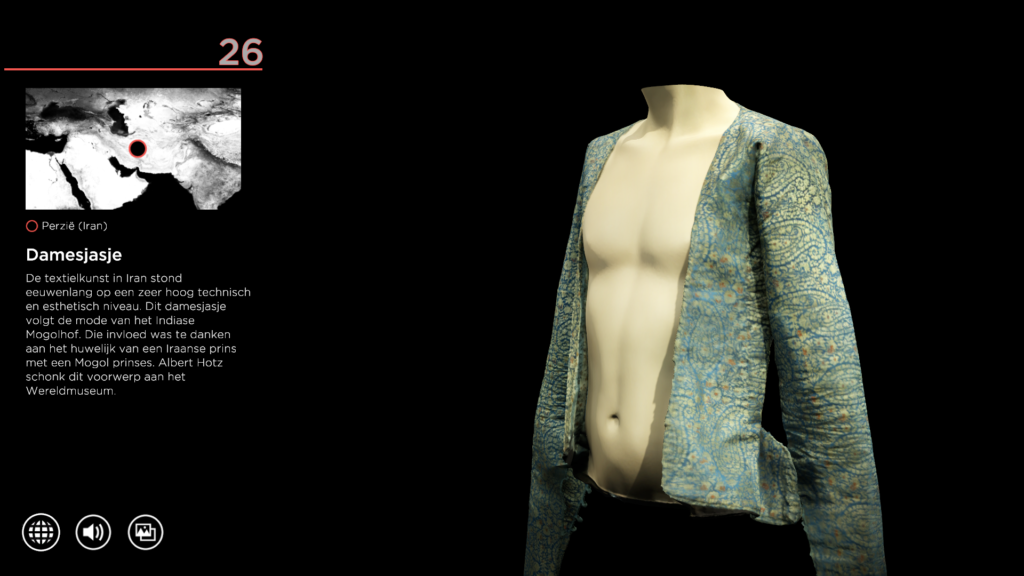 26
Perzië (Iran)
Damesjasje
De textielkunst in Iran stond
eeuwenlang op een zeer hoog technisch
en esthetisch niveau. Dit damesjasje
volgt de mode van het Indiase
Mogolhof. Die invloed was te danken
aan het huwelijk van een Iraanse prins
met een Mogol prinses. Albert Hotz
schonk dit voorwerp aan het
Wereldmuseum.